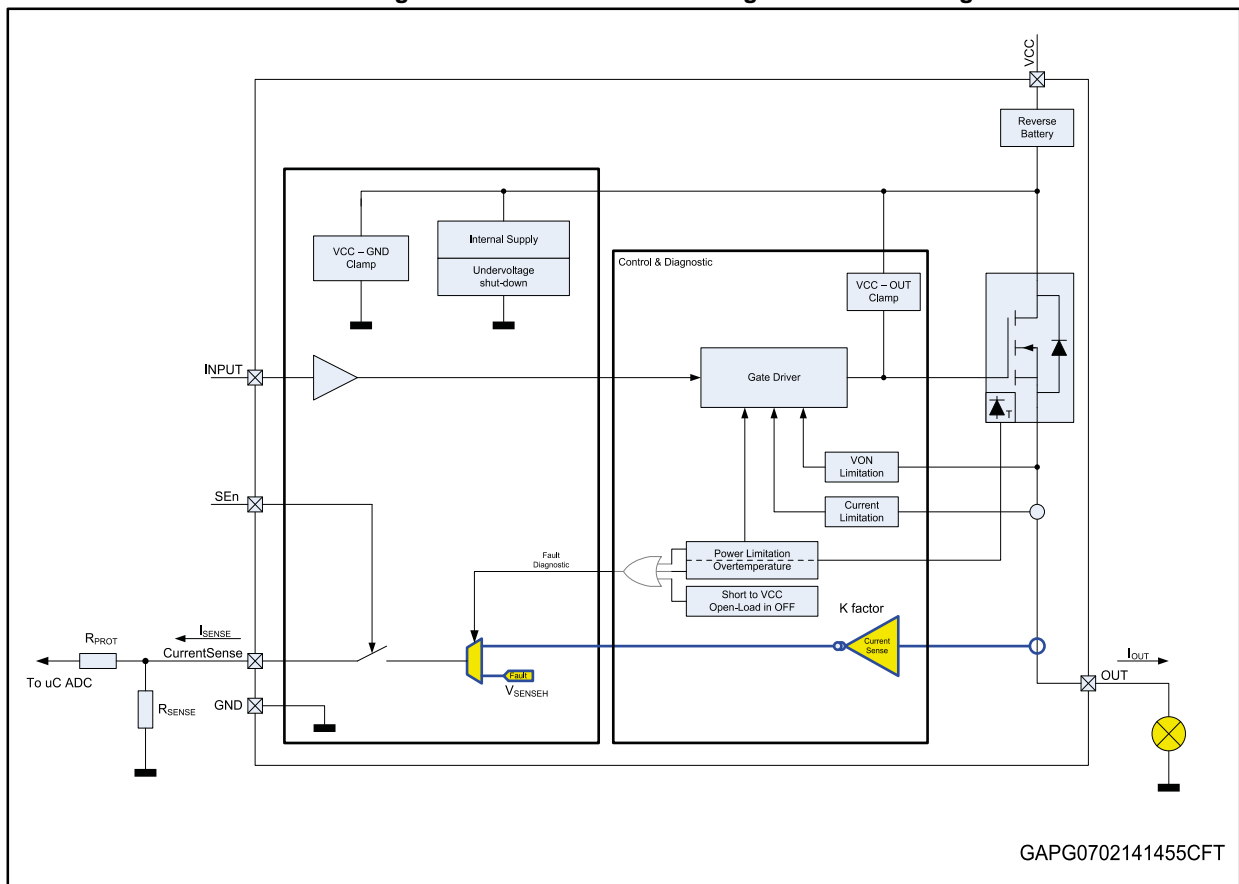 VCC
Reverse
Battery
VCC – GND
Clamp
Internal Supply
Undervoltage
shut-down
Control & Diagnostic
VCC – OUT
Clamp
INPUT
Gate Driver
T
VON
Limitation
SEn
Current
Limitation
Fault
Diagnostic
Power Limitation
Overtemperature
Short to VCC
Open-Load in OFF
K factor
ISENSE
RPROT
CurrentSense
Current
Sense
To uC ADC
Fault
VSENSEH
IOUT
OUT
RSENSE
GND
GAPG0702141455CFT